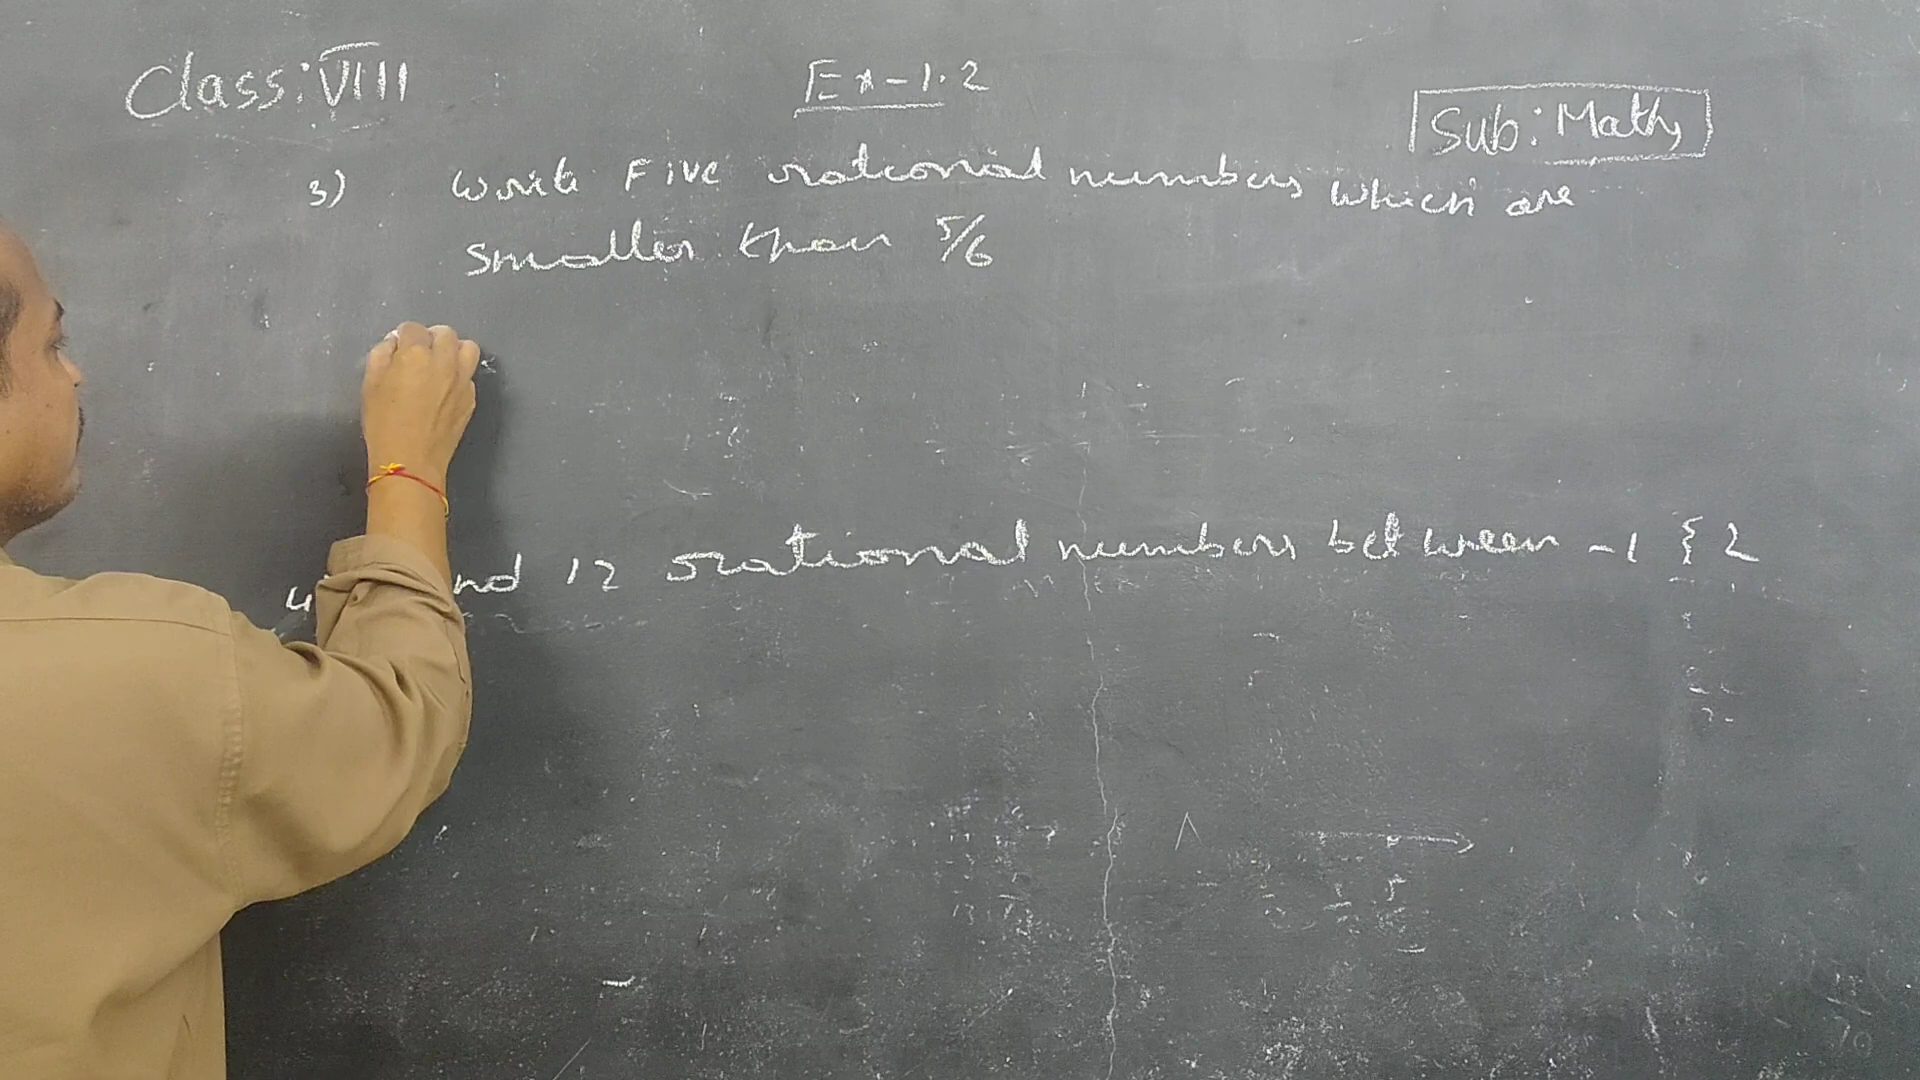 Class: VIII
Ex-1.2
Sub: Maths
3) Write Five rational numbers which are
smaller than 5/6
4 nd 12 rational numbers between -1 & 2